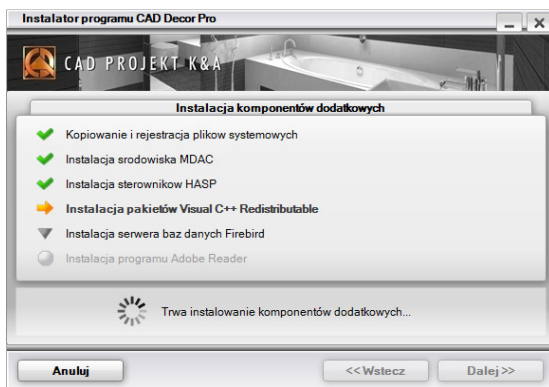 Instalator programu CAD Decor Pro
CAD PROJEKT K&A
Instalacja komponentów dodatkowych
Kopiowanie i rejestracja plikow systemowych
Instalacja srodowiska MDAC
Instalacja sterownikow HASP
Instalacja pakietów Visual C++ Redistributable
Instalacja serwera baz danych Firebird
Instalacja programu Adobe Reader
Trwa instalowanie komponentów dodatkowych...
Anuluj
<< Wstecz
Dalej >>